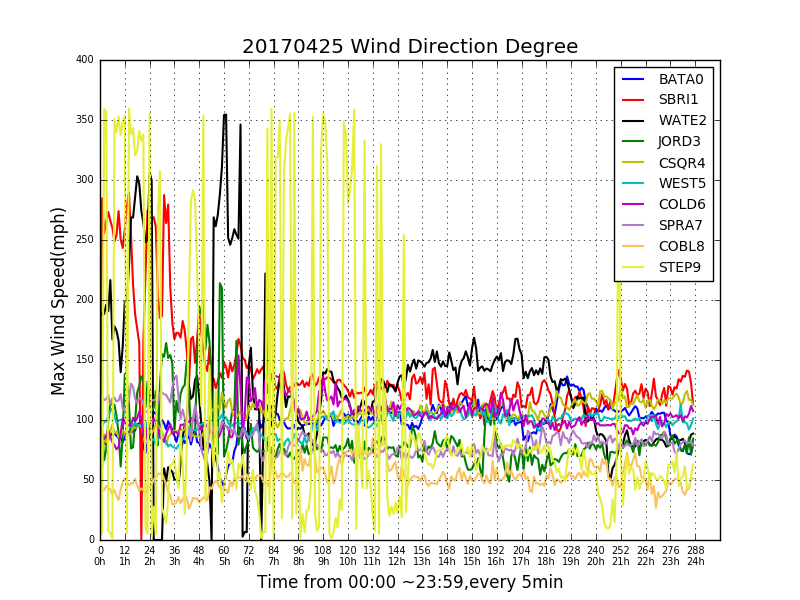 20170425 Wind Direction Degree
Max Wind Speed(mph)
400
350
300
250
200
150
100
50
0
BATA0
SBRI1
WATE2
JORD3
CSQR4
WEST5
COLD6
SPRA7
COBL8
STEP9
0 12 24 36 48 60 72 84 96 108 120 132 144 156 168 180 192 204 216 228 240 252 264 276 288
0h 1h 2h 3h 4h 5h 6h 7h 8h 9h 10h 11h 12h 13h 14h 15h 16h 17h 18h 19h 20h 21h 22h 23h 24h
Time from 00:00 ~23:59,every 5min